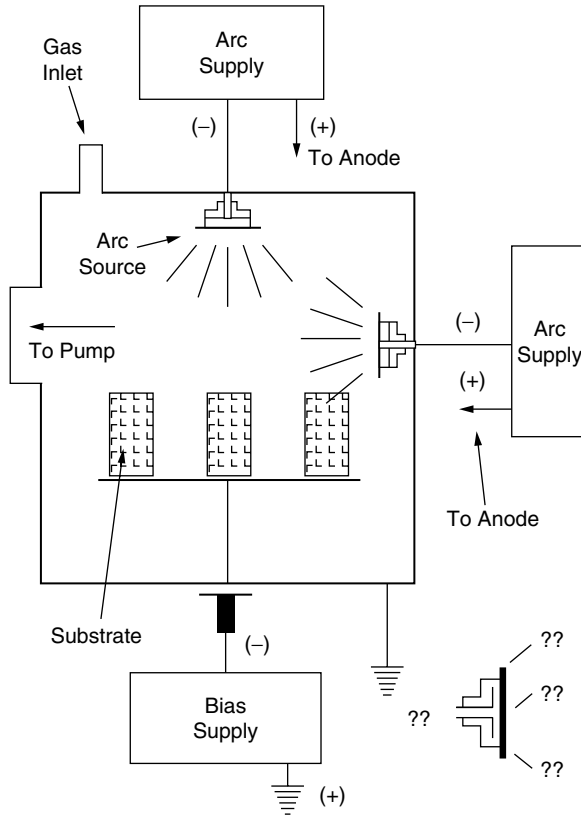 Gas
Inlet
Arc
Supply
(–)
(+)
To Anode
Arc
Source
To Pump
(–)
(+)
Arc
Supply
To Anode
Substrate
(–)
Bias
Supply
(+)
??
??
??
??